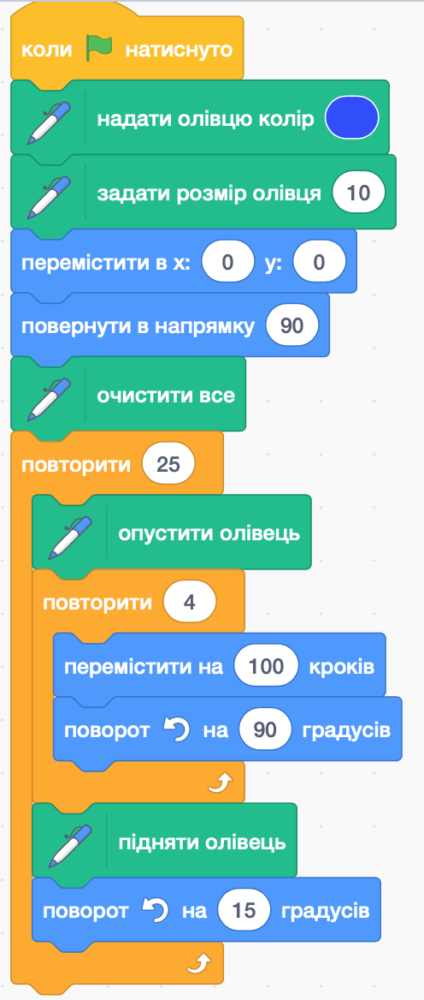 коли натиснуто
надати олівцю колір
задати розмір олівця 10
перемістити в x: 0 y: 0
повернути в напрямку 90
очистити все
повторити 25
опустити олівець
повторити 4
перемістити на 100 кроків
поворот на 90 градусів
підняти олівець
поворот на 15 градусів